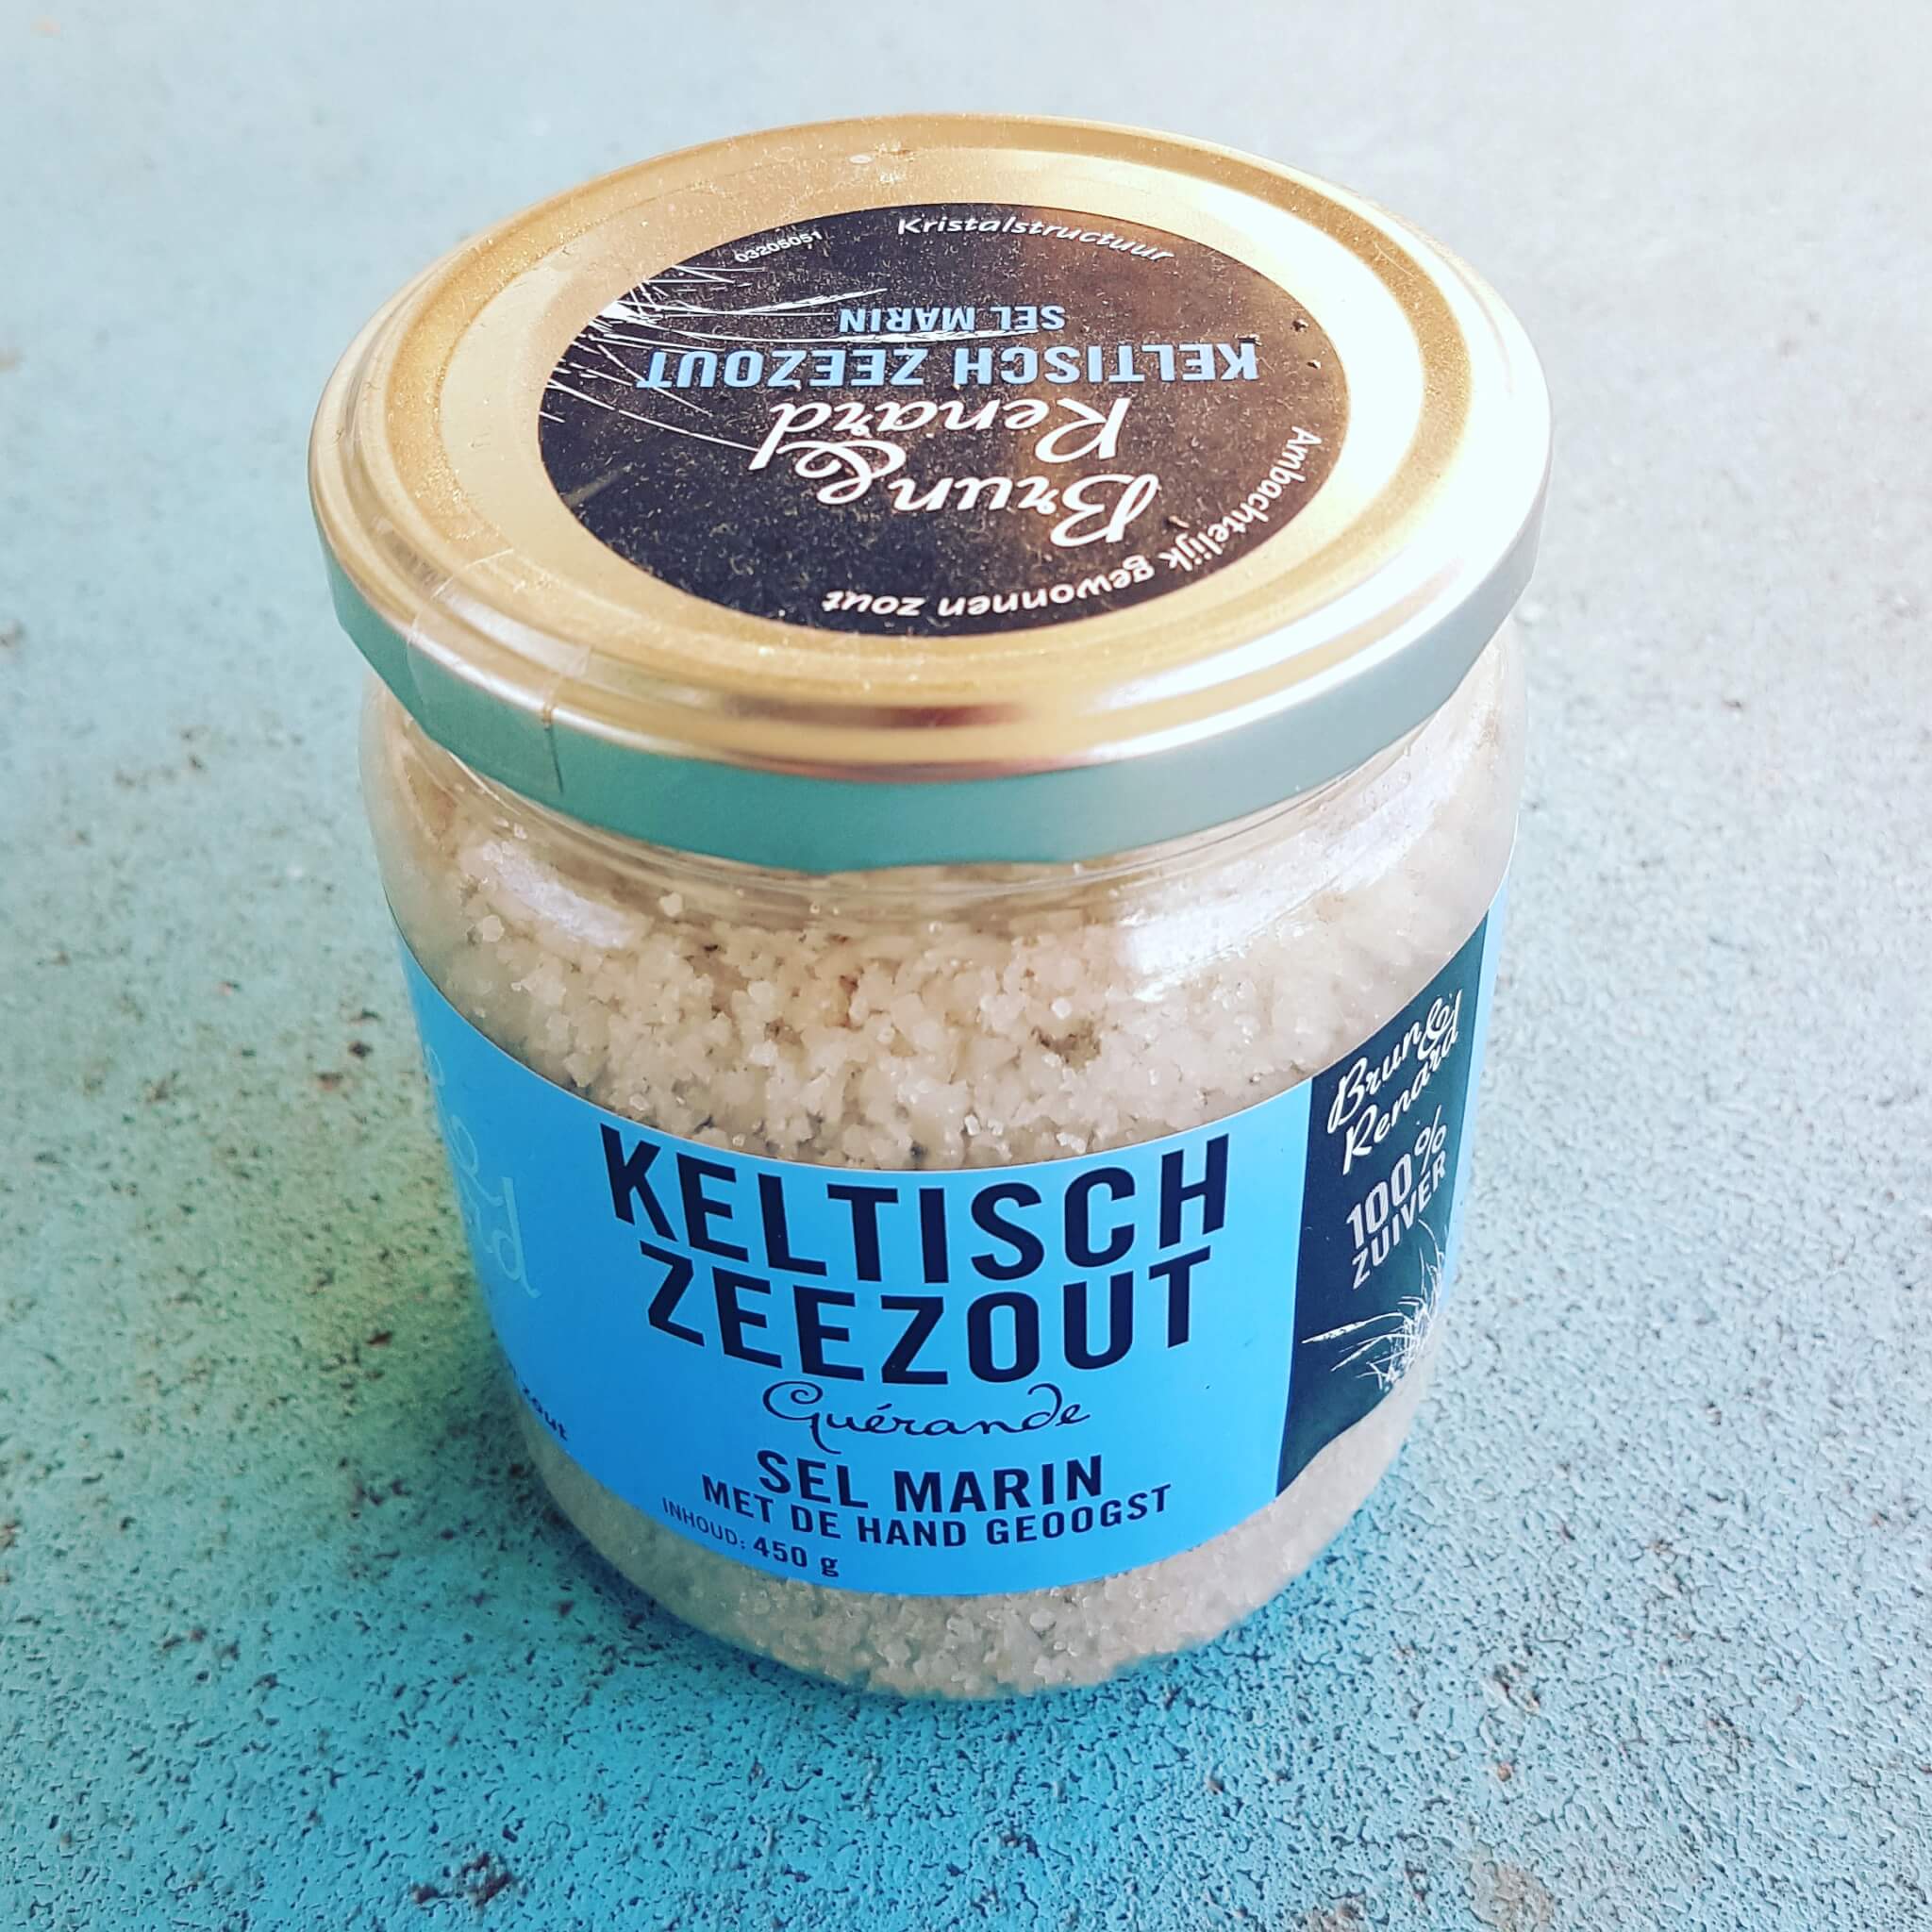 Ambachtelijk gewonnen zout
Brun &
Renard
KELTISCH ZEEZOUT
SEL MARIN
Kristalstructuur
03205051
KELTISCH
ZEEZOUT
Guérande
SEL MARIN
MET DE HAND GEOOGST
INHOUD: 450 g
Brun &
Renard
100%
ZUIVER